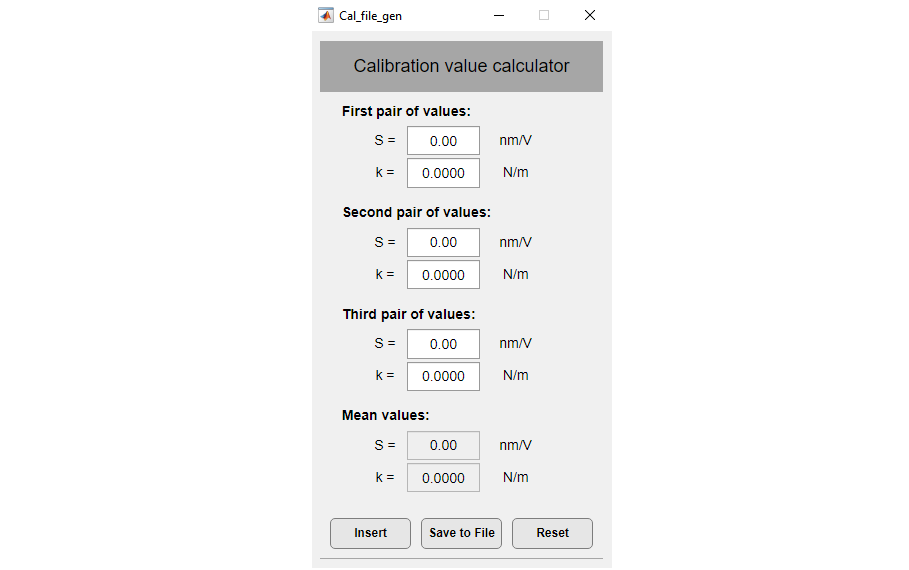 Cal_file_gen
Calibration value calculator
First pair of values:
S = 0.00 nm/V
k = 0.0000 N/m
Second pair of values:
S = 0.00 nm/V
k = 0.0000 N/m
Third pair of values:
S = 0.00 nm/V
k = 0.0000 N/m
Mean values:
S = 0.00 nm/V
k = 0.0000 N/m
Insert Save to File Reset